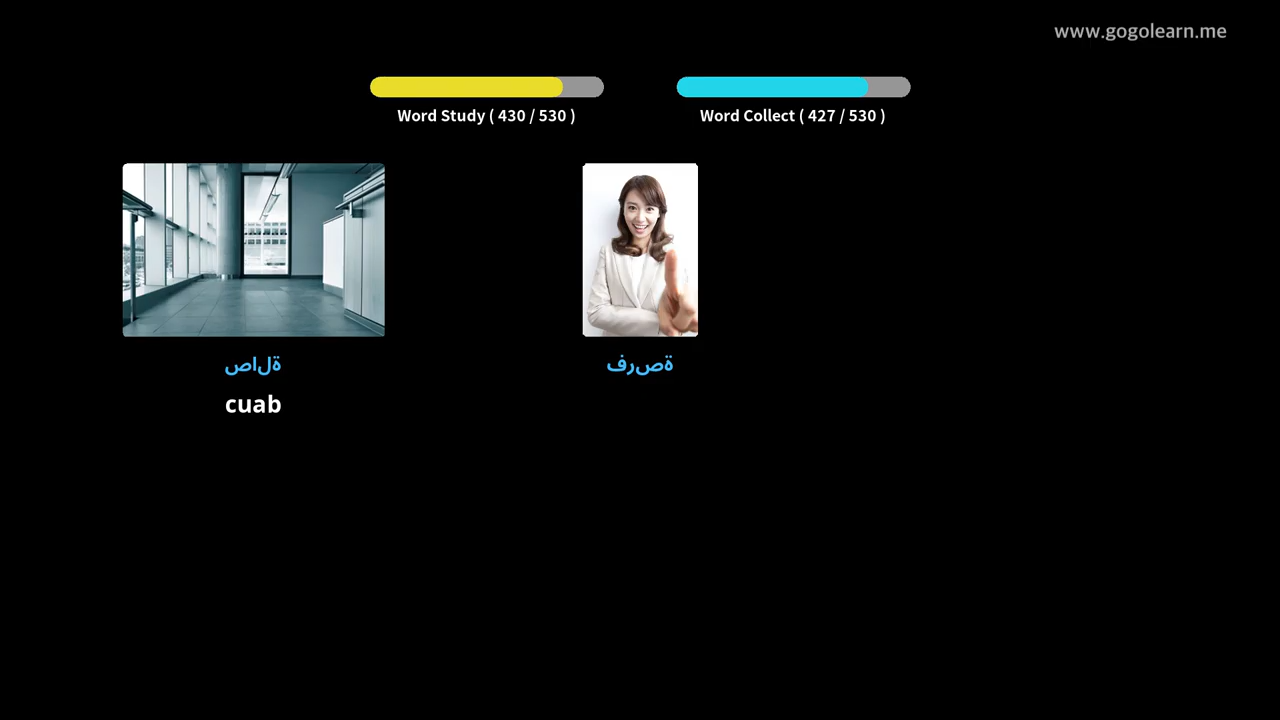 www.gogolearn.me
Word Study ( 430 / 530 )
Word Collect ( 427 / 530 )
ةلاص
cuab
ةصرف